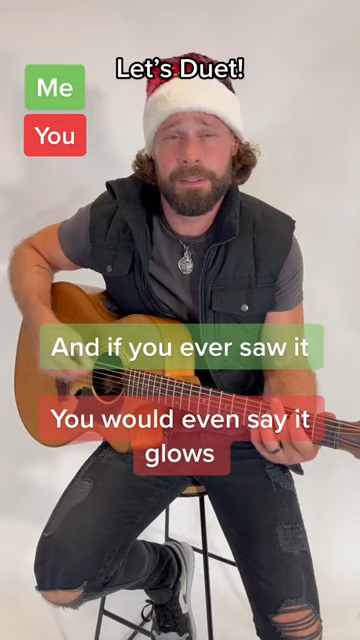 Let's Duet!
Me
You
And if you ever saw it
You would even say it
glows